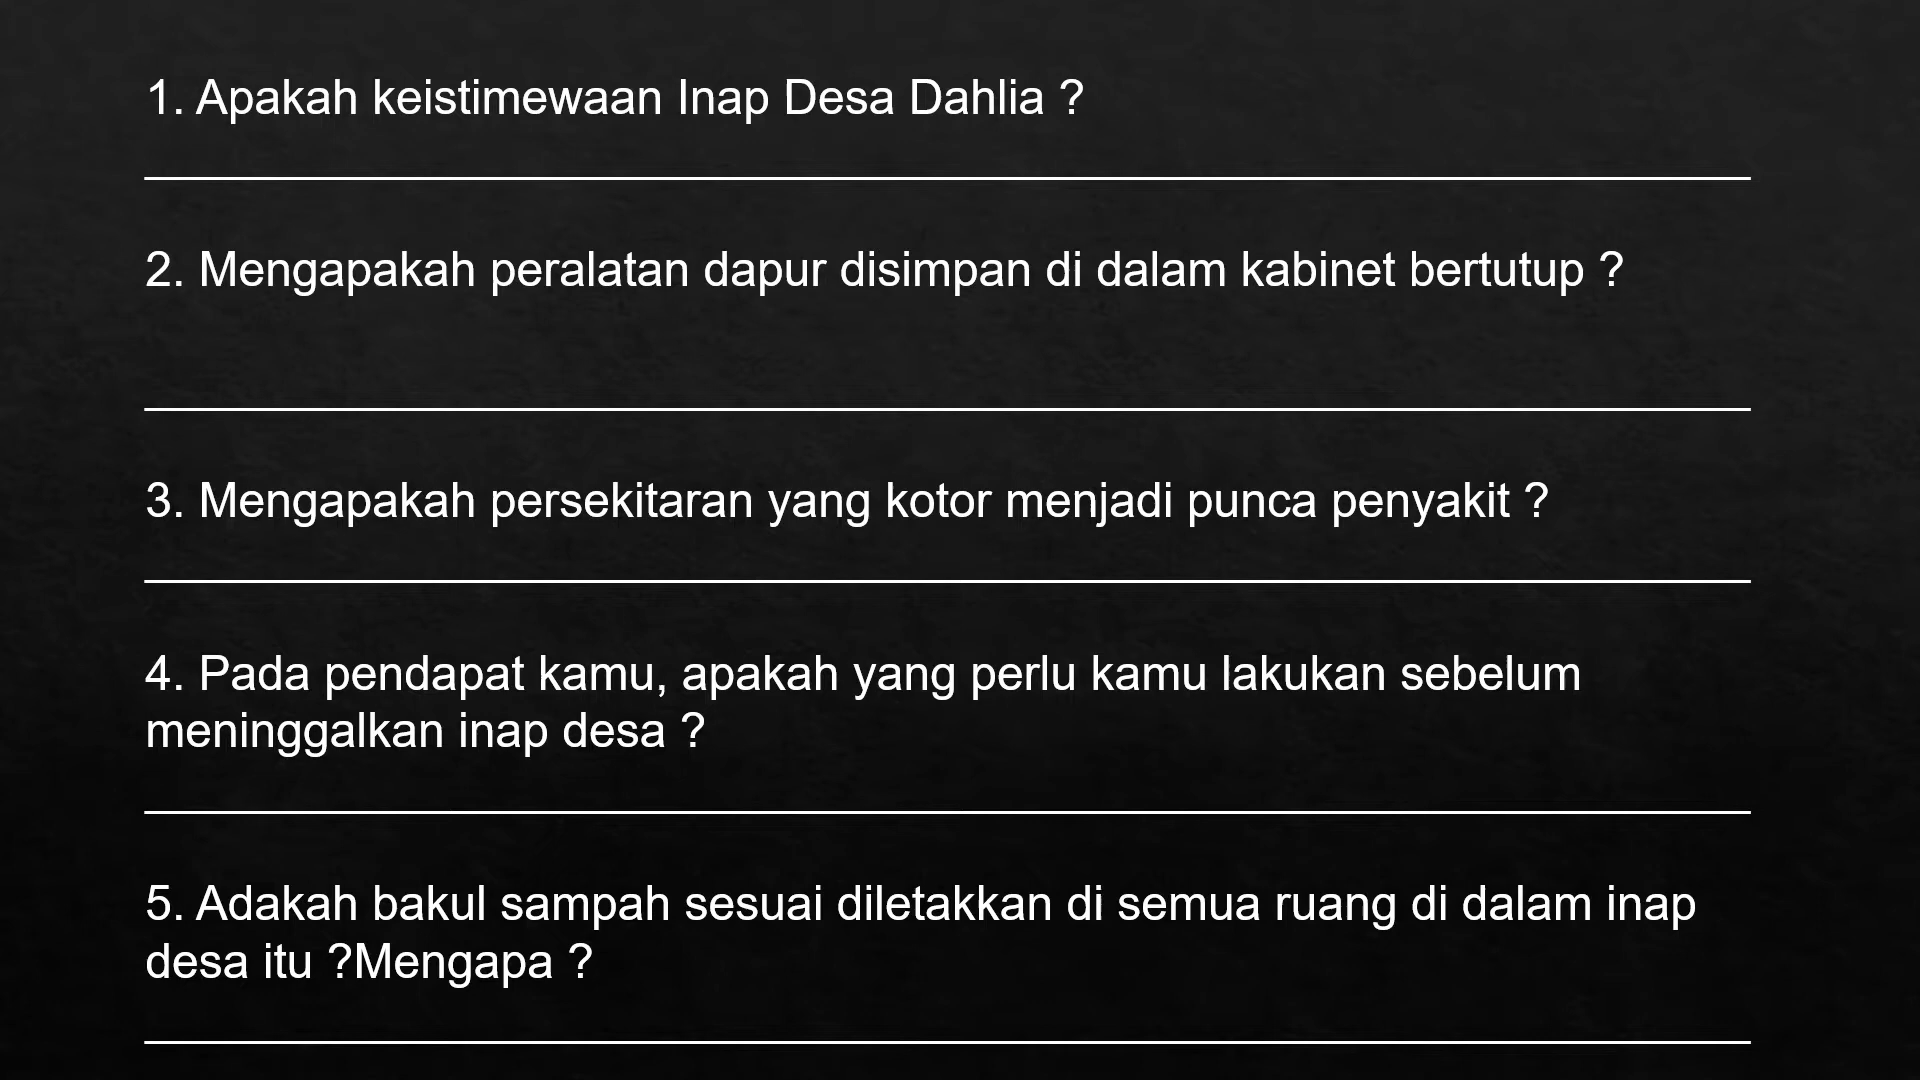 1. Apakah keistimewaan Inap Desa Dahlia ?
2. Mengapakah peralatan dapur disimpan di dalam kabinet bertutup ?
3. Mengapakah persekitaran yang kotor menjadi punca penyakit ?
4. Pada pendapat kamu, apakah yang perlu kamu lakukan sebelum
meninggalkan inap desa ?
5. Adakah bakul sampah sesuai diletakkan di semua ruang di dalam inap
desa itu ?Mengapa ?